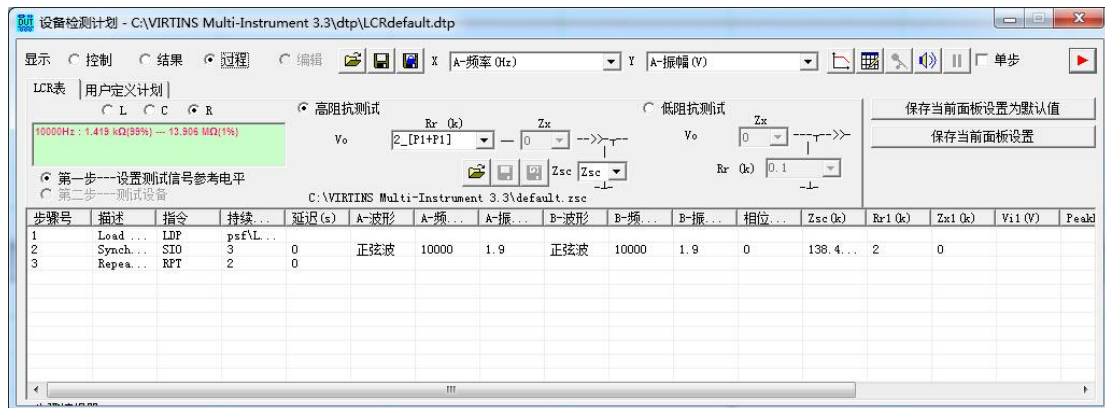 设备检测计划 - C:\VIRTINS Multi-Instrument 3.3\dtp\LCRdefault.dtp
显示 控制 结果 过程 编辑 X A-频率(Hz) Y A-振幅(V) 单步
LCR表 用户定义计划
L C R 高阻抗测试 低阻抗测试 保存当前面板设置为默认值
10000Hz : 1.419 kΩ(99%) --- 13.906 MΩ(1%)
Rr (k) Zx Zx
Vo 2_[P1+P1] 0 Vo 0 保存当前面板设置
Zsc Zsc Rr (k) 0.1
第一步---设置测试信号参考电平
第二步---测试设备
C:\VIRTINS Multi-Instrument 3.3\default.zsc
步骤号 描述 指令 持续... 延迟(s) A-波形 A-频... A-振... B-波形 B-频... B-振... 相位... Zsc(k) Rr1(k) Zx1(k) Vi1(V) Peak
1 Load ... LDP psf\L...
2 Synch... SIO 3 0 正弦波 10000 1.9 正弦波 10000 1.9 0 138.4... 2 0
3 Repea... RPT 2 0